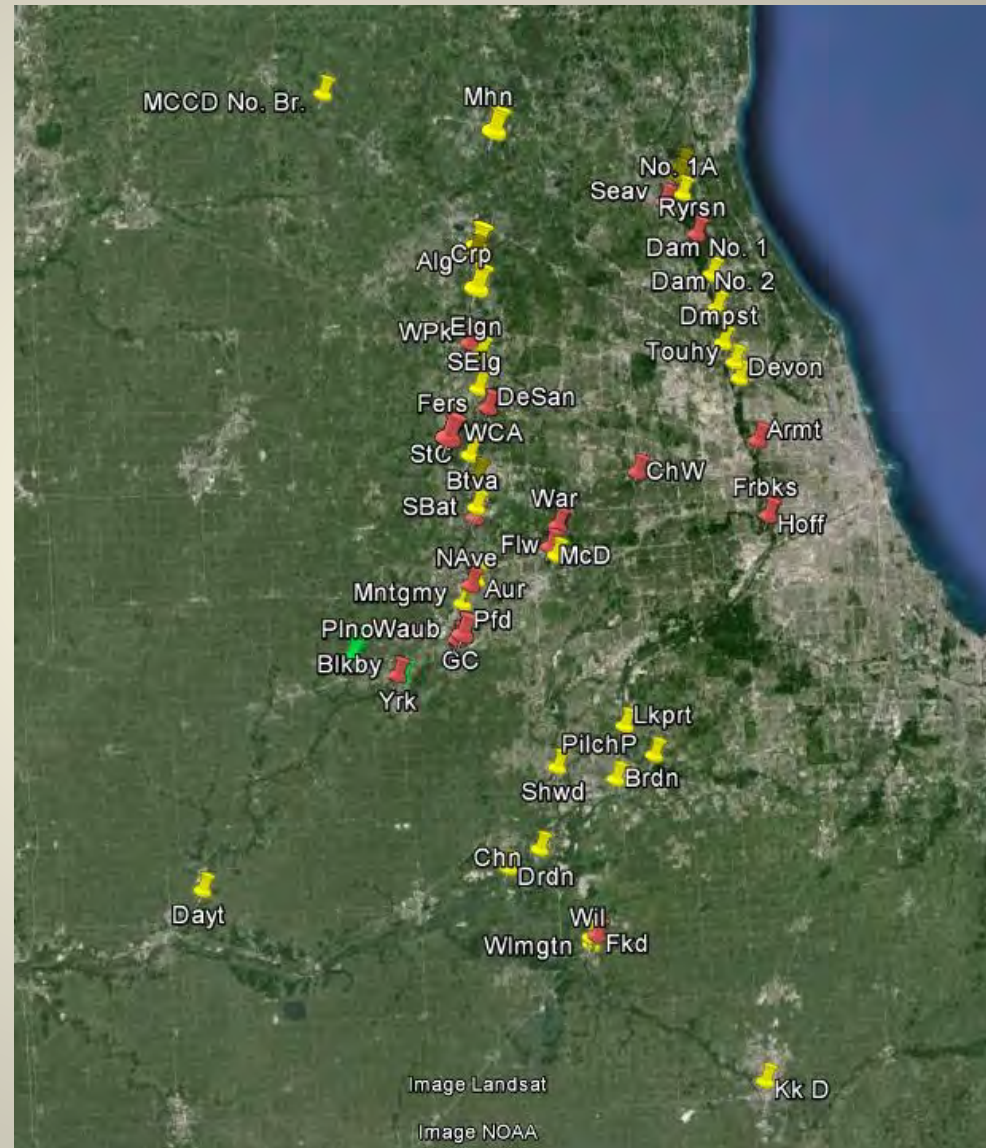 MCCD No. Br.
Mhn
No. 1A
Seav
Ryrsn
Dam No. 1
Crp
Alg
Dam No. 2
Dmpst
Elgn
WPk
Touhy
SElg
Devon
DeSan
Fers
WCA
Armt
StC
ChW
Btva
Frbks
War
SBat
Hoff
Flw
McD
NAve
Aur
Mntgmy
Pfd
PlnoWaub
GC
Blkby
Yrk
Lkprt
PilchP
Brdn
Shwd
Chn
Drdn
Dayt
Wil
Wlmgtn
Fkd
Kk D
Image Landsat
Image NOAA